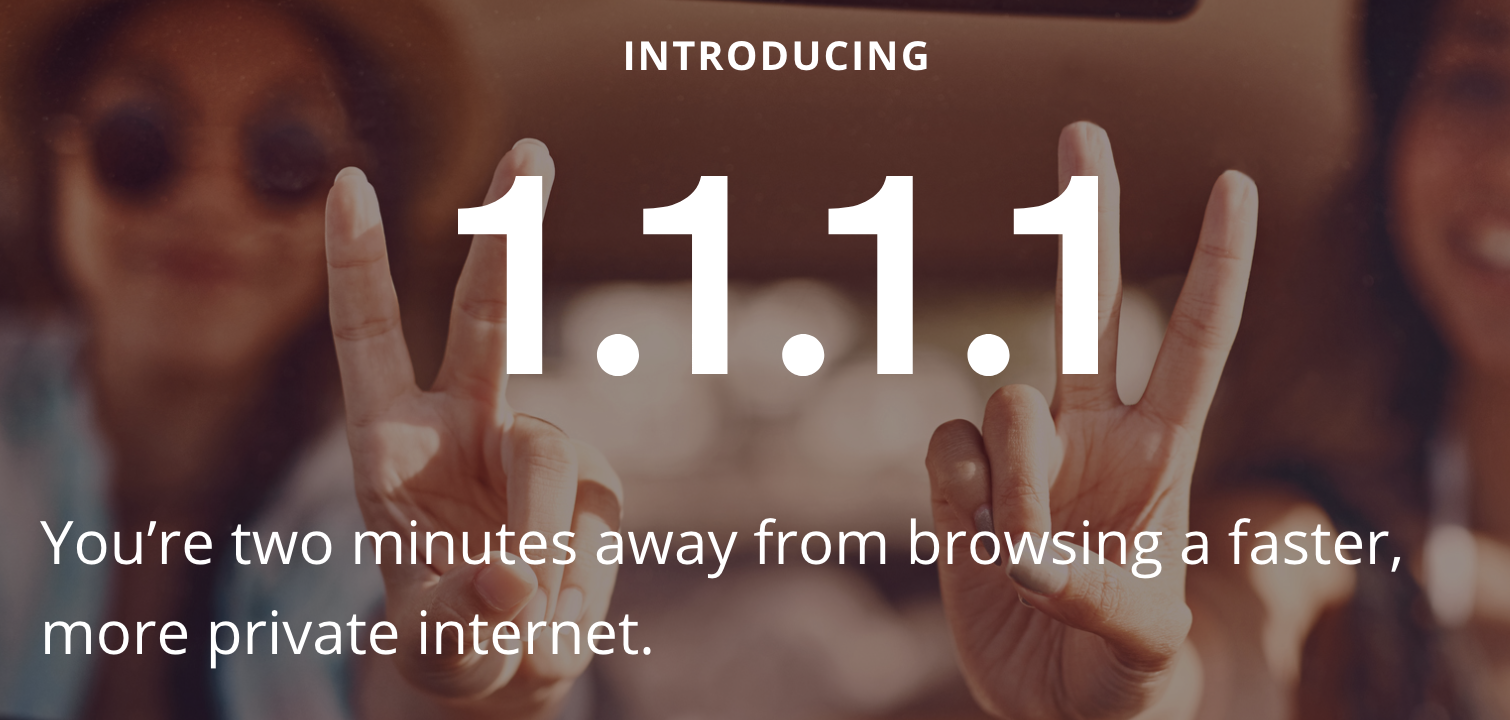 INTRODUCING
1.1.1.1
You’re two minutes away from browsing a faster,
more private internet.